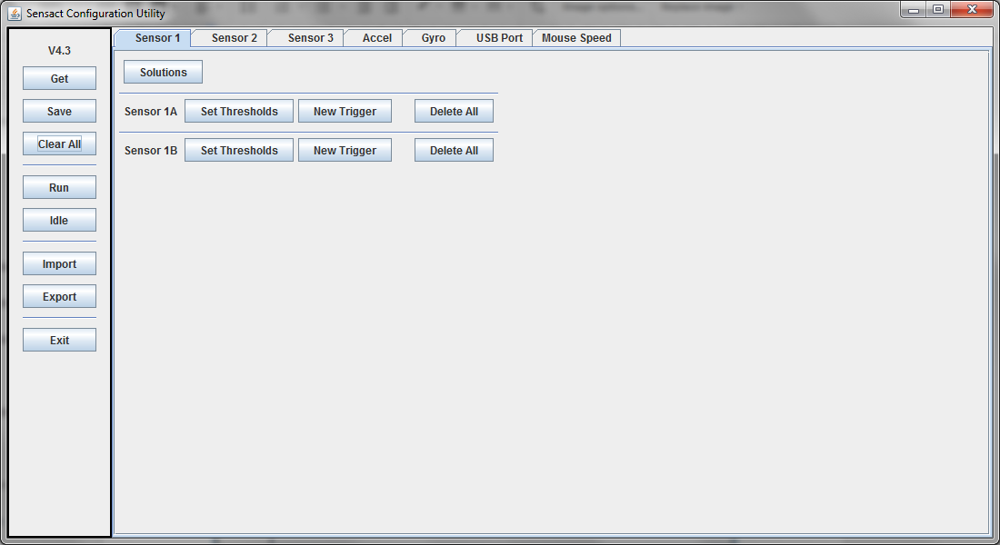 Sensact Configuration Utility
V4.3
Get
Save
Clear All
Run
Idle
Import
Export
Exit
Sensor 1 Sensor 2 Sensor 3 Accel Gyro USB Port Mouse Speed
Solutions
Sensor 1A Set Thresholds New Trigger Delete All
Sensor 1B Set Thresholds New Trigger Delete All